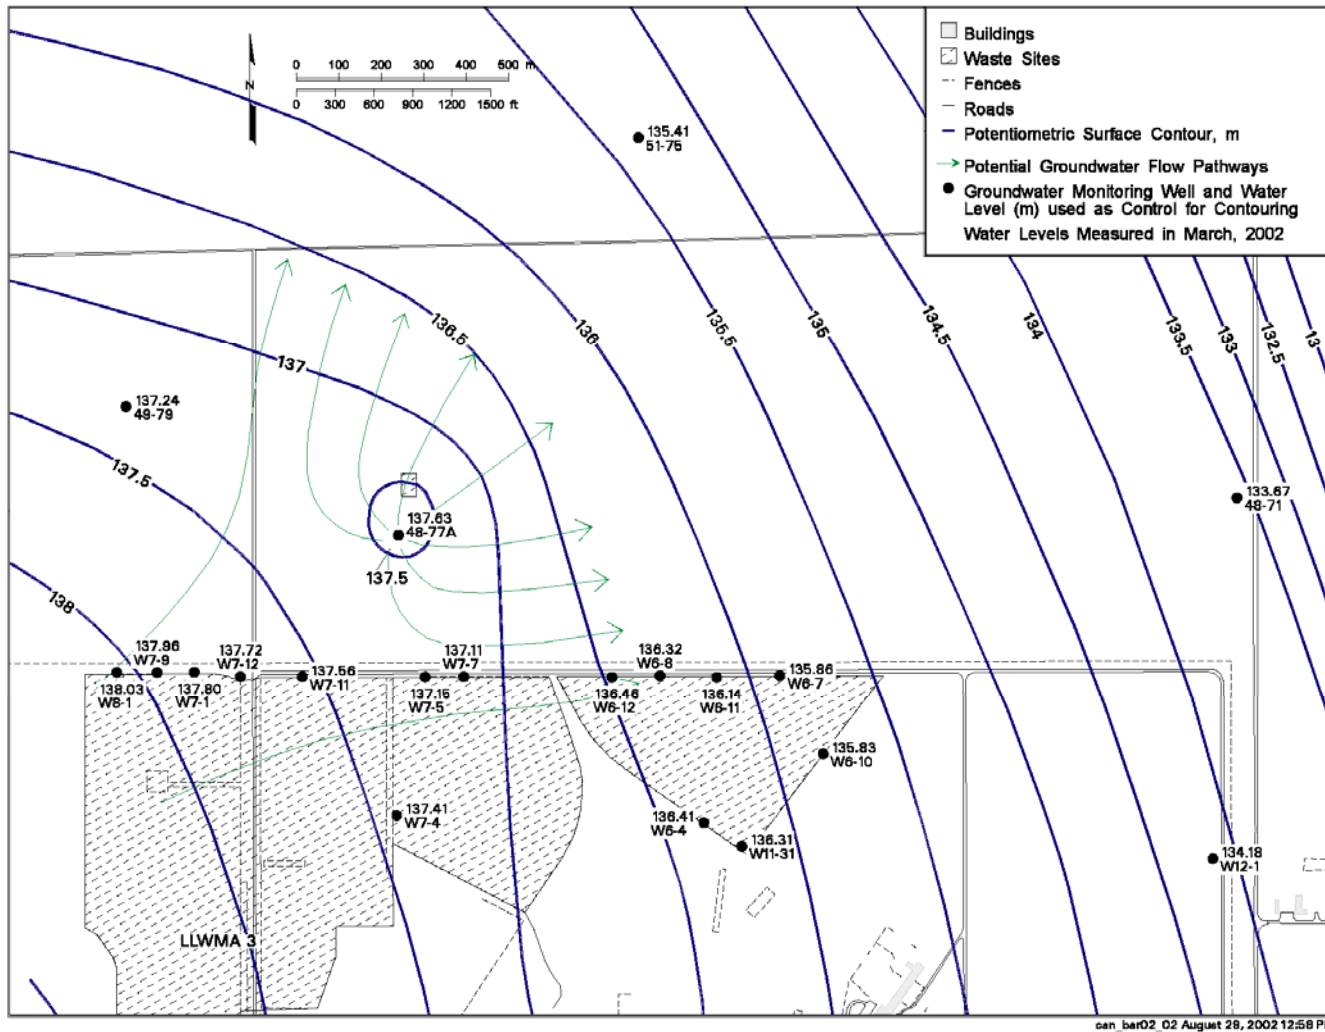 Buildings
Waste Sites
Fences
Roads
Potentiometric Surface Contour, m
Potential Groundwater Flow Pathways
Groundwater Monitoring Well and Water
Level (m) used as Control for Contouring
Water Levels Measured in March, 2002
N
0 100 200 300 400 500 m
0 300 600 900 1200 1500 ft
135.41
51-75
136.5
136
135.5
135
134.5
134
133.5
133
132.5
13
137
137.24
49-79
137.5
137.63
48-77A
137.5
133.67
48-71
138
137.96
W7-9
137.72
W7-12
138.03
W8-1
137.80
W7-1
137.56
W7-11
137.11
W7-7
137.15
W7-5
136.32
W6-8
136.46
W6-12
136.14
W6-11
135.86
W6-7
135.83
W6-10
137.41
W7-4
136.41
W6-4
136.31
W11-31
134.18
W12-1
LLWMA 3
can_bar02_02 August 29, 2002 12:58 P